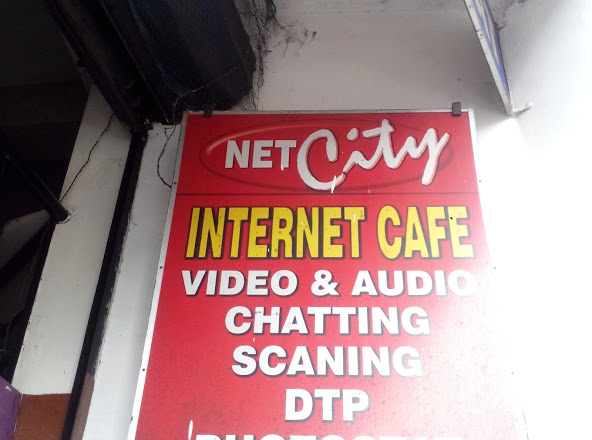 NET City
INTERNET CAFE
VIDEO & AUDIO
CHATTING
SCANING
DTP